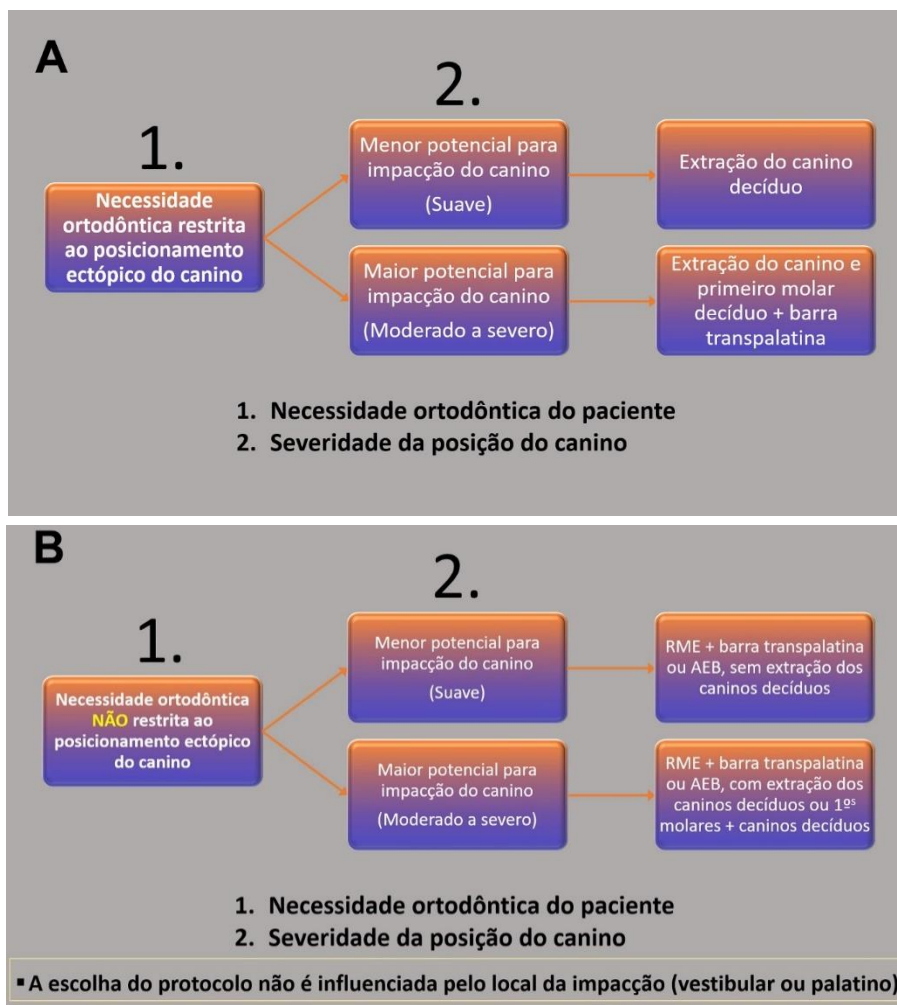 A
1.
2.
Necessidade
ortodôntica restrita
ao posicionamento
ectópico do canino
Menor potencial para
impacção do canino
(Suave)
Extração do canino
decíduo
Maior potencial para
impacção do canino
(Moderado a severo)
Extração do canino e
primeiro molar
decíduo + barra
transpalatina
1. Necessidade ortodôntica do paciente
2. Severidade da posição do canino
B
1.
2.
Necessidade ortodôntica
NÃO restrita ao
posicionamento ectópico
do canino
Menor potencial para
impacção do canino
(Suave)
RME + barra transpalatina
ou AEB, sem extração dos
caninos decíduos
Maior potencial para
impacção do canino
(Moderado a severo)
RME + barra transpalatina
ou AEB, com extração dos
caninos decíduos ou 1ºˢ
molares + caninos decíduos
1. Necessidade ortodôntica do paciente
2. Severidade da posição do canino
▪ A escolha do protocolo não é influenciada pelo local da impacção (vestibular ou palatino)